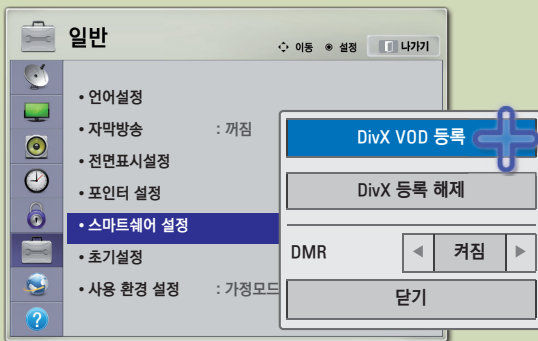 일반
이동 설정 나가기
• 언어설정
• 자막방송 : 꺼짐
• 전면표시설정
• 포인터 설정
• 스마트쉐어 설정
• 초기설정
• 사용 환경 설정 : 가정모드
DivX VOD 등록
DivX 등록 해제
DMR ◀ 켜짐 ▶
닫기
?